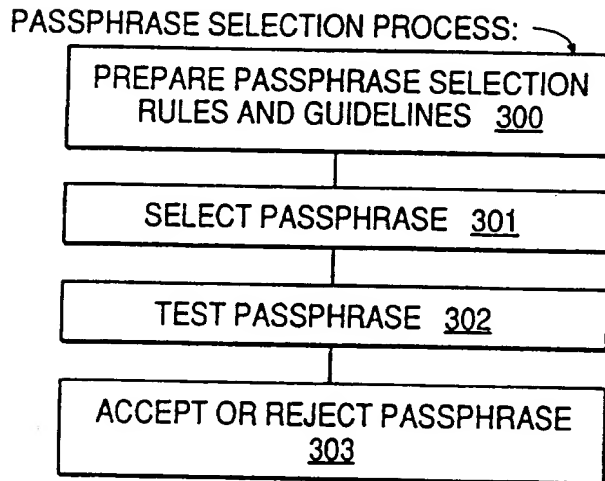 PASSPHRASE SELECTION PROCESS:
PREPARE PASSPHRASE SELECTION
RULES AND GUIDELINES 300
SELECT PASSPHRASE 301
TEST PASSPHRASE 302
ACCEPT OR REJECT PASSPHRASE
303